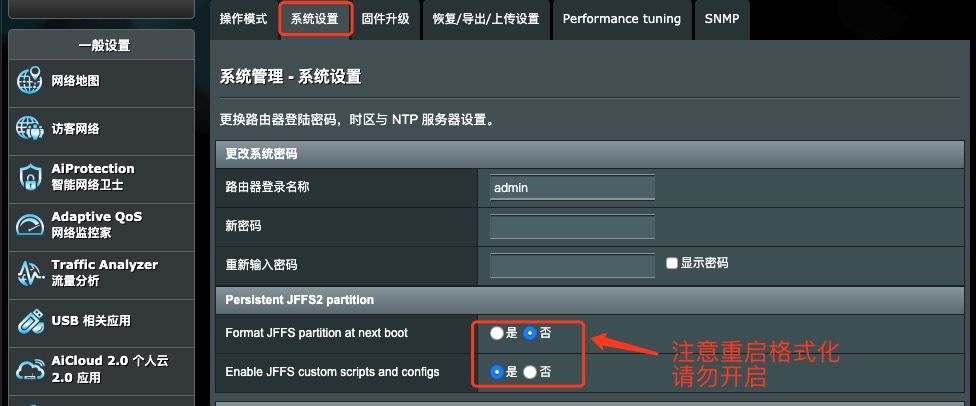 操作模式
系统设置
固件升级
恢复/导出/上传设置
Performance tuning
SNMP
一般设置
网络地图
访客网络
AiProtection
智能网络卫士
Adaptive QoS
网络监控家
Traffic Analyzer
流量分析
USB 相关应用
AiCloud 2.0 个人云
2.0 应用
系统管理 - 系统设置
更换路由器登陆密码，时区与 NTP 服务器设置。
更改系统密码
路由器登录名称
admin
新密码
重新输入密码
显示密码
Persistent JFFS2 partition
Format JFFS partition at next boot
是 否
Enable JFFS custom scripts and configs
是 否
注意重启格式化
请勿开启